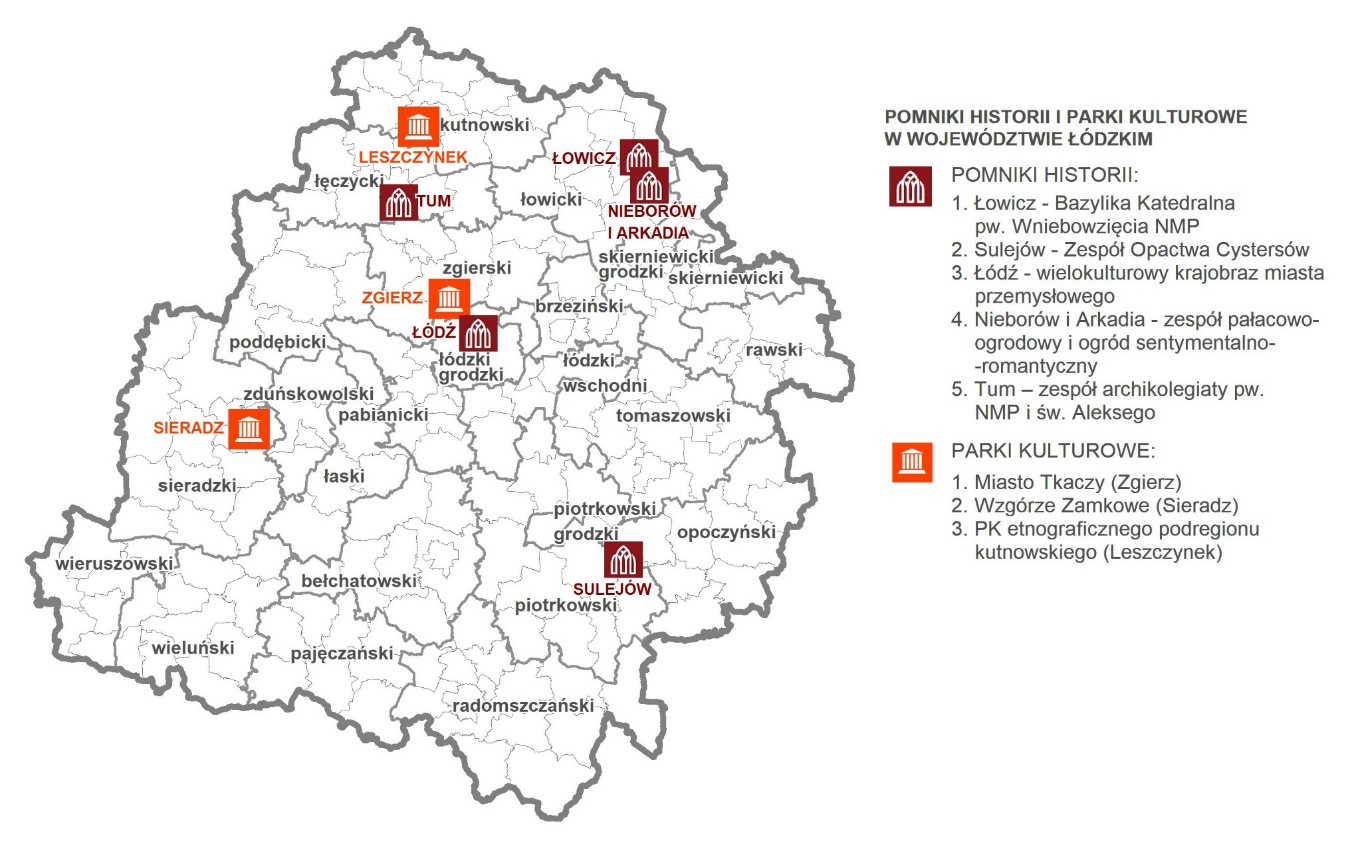 kutnowski
LESZCZYNEK
ŁOWICZ
łęczycki
TUM
łowicki
NIEBORÓW
I ARKADIA
skierniewicki
grodzki
skierniewicki
zgierski
ZGIERZ
brzeziński
ŁÓDŹ
łódzki
grodzki
poddębicki
łódzki
wschodni
rawski
zduńskowolski
pabianicki
tomaszowski
SIERADZ
łaski
sieradzki
piotrkowski
grodzki
opoczyński
wieruszowski
bełchatowski
SULEJÓW
piotrkowski
wieluński
pajęczański
radomszczański
POMNIKI HISTORII I PARKI KULTUROWE
W WOJEWÓDZTWIE ŁÓDZKIM
POMNIKI HISTORII:
1. Łowicz - Bazylika Katedralna
pw. Wniebowzięcia NMP
2. Sulejów - Zespół Opactwa Cystersów
3. Łódź - wielokulturowy krajobraz miasta
przemysłowego
4. Nieborów i Arkadia - zespół pałacowo-
ogrodowy i ogród sentymentalno-
-romantyczny
5. Tum – zespół archikolegiaty pw.
NMP i św. Aleksego
PARKI KULTUROWE:
1. Miasto Tkaczy (Zgierz)
2. Wzgórze Zamkowe (Sieradz)
3. PK etnograficznego podregionu
kutnowskiego (Leszczynek)